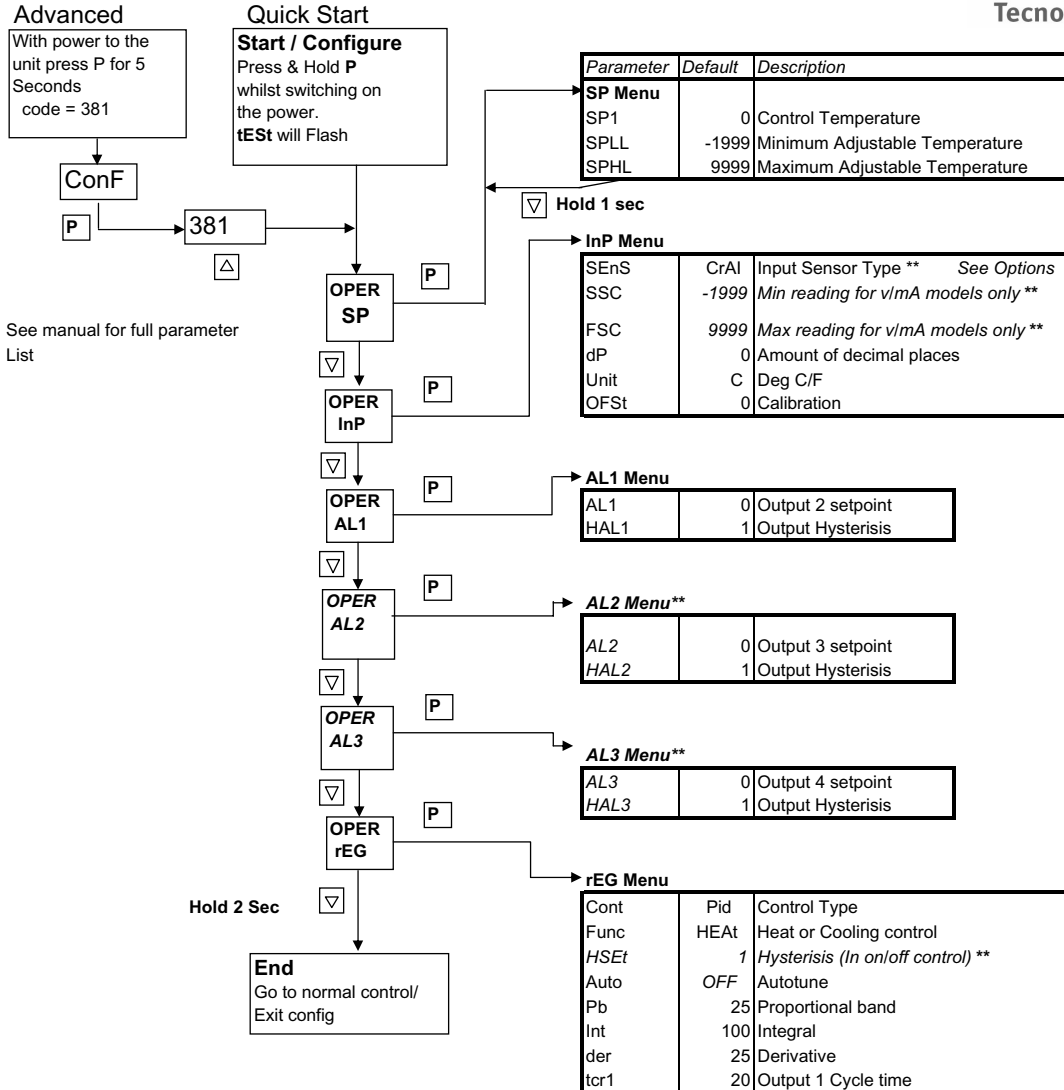 Advanced
Quick Start
Tecno
With power to the
unit press P for 5
Seconds
code = 381
Start / Configure
Press & Hold P
whilst switching on
the power.
tESt will Flash
ConF
P
381
△
See manual for full parameter
List
Parameter Default Description
SP Menu
SP1 0 Control Temperature
SPLL -1999 Minimum Adjustable Temperature
SPHL 9999 Maximum Adjustable Temperature
▽ Hold 1 sec
OPER
SP
P
▽
InP Menu
SEnS CrAl Input Sensor Type ** See Options
SSC -1999 Min reading for v/mA models only **
FSC 9999 Max reading for v/mA models only **
dP 0 Amount of decimal places
Unit C Deg C/F
OFSt 0 Calibration
OPER
InP
P
▽
AL1 Menu
AL1 0 Output 2 setpoint
HAL1 1 Output Hysterisis
OPER
AL1
P
▽
AL2 Menu**
AL2 0 Output 3 setpoint
HAL2 1 Output Hysterisis
OPER
AL2
P
▽
AL3 Menu**
AL3 0 Output 4 setpoint
HAL3 1 Output Hysterisis
OPER
AL3
P
▽
OPER
rEG
P
rEG Menu
Cont Pid Control Type
Func HEAt Heat or Cooling control
HSEt 1 Hysterisis (In on/off control) **
Auto OFF Autotune
Pb 25 Proportional band
Int 100 Integral
der 25 Derivative
tcr1 20 Output 1 Cycle time
Hold 2 Sec ▽
End
Go to normal control/
Exit config